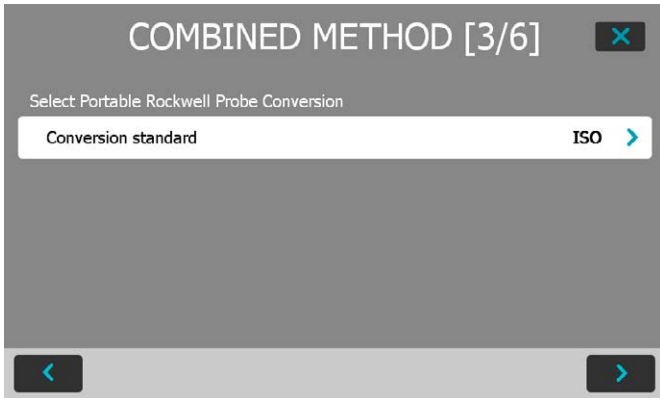 COMBINED METHOD [3/6]
Select Portable Rockwell Probe Conversion
Conversion standard ISO